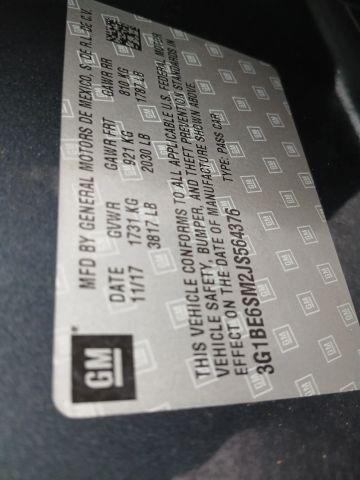 MFD BY GENERAL MOTORS DE MEXICO, S DE R.L. DE C.V.
DATE GVWR GAWR FRT GAWR RR
11/17 1731 KG 921 KG 810 KG
3817 LB 2030 LB 1787 LB
THIS VEHICLE CONFORMS TO ALL APPLICABLE U.S. FEDERAL MOTOR
VEHICLE SAFETY, BUMPER, AND THEFT PREVENTION STANDARDS IN
EFFECT ON THE DATE OF MANUFACTURE SHOWN ABOVE.
3G1BE6SM2JS564376 TYPE: PASS CAR
GM